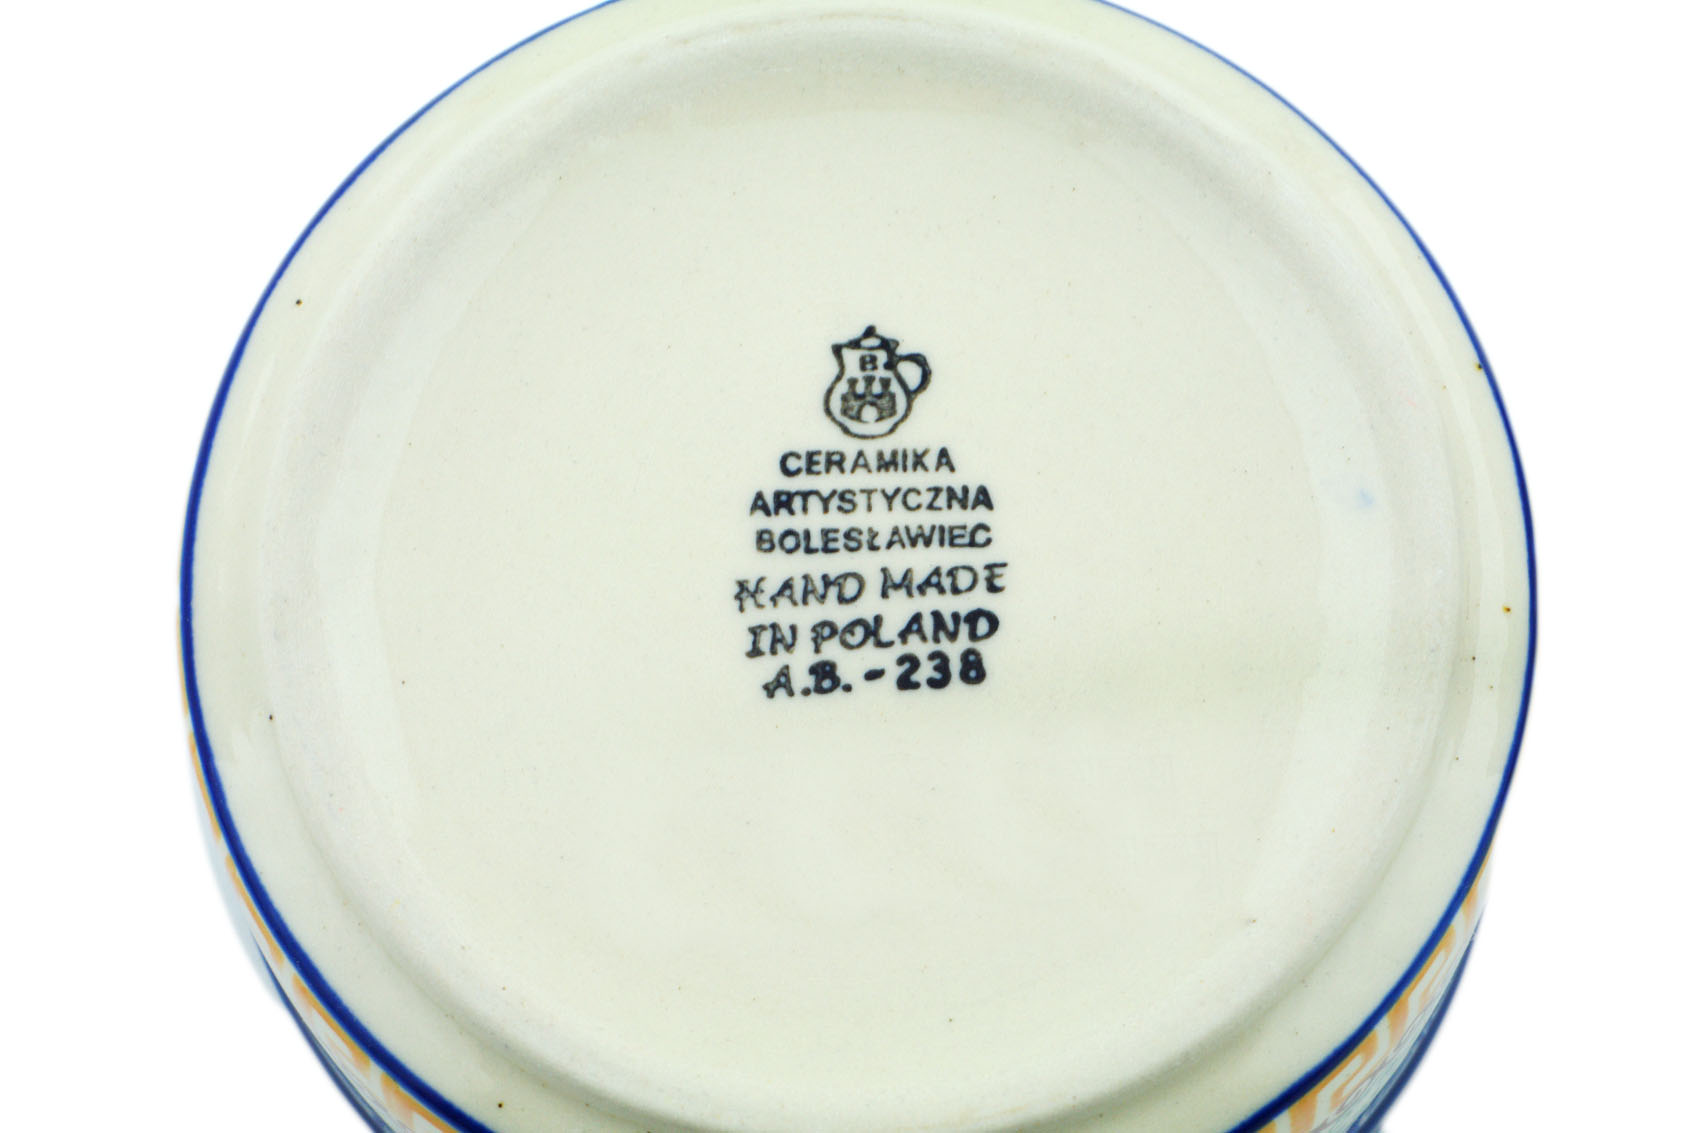 B
CERAMIKA
ARTYSTYCZNA
BOLESŁAWIEC
HAND MADE
IN POLAND
A.B.-238